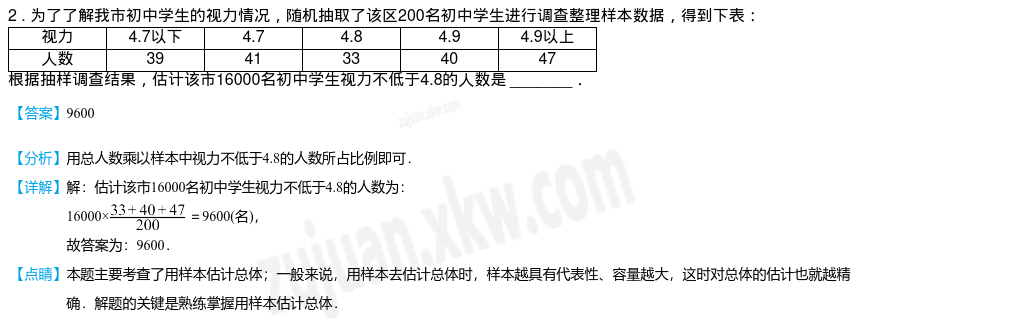 2．为了了解我市初中学生的视力情况，随机抽取了该区200名初中学生进行调查整理样本数据，得到下表：
视力 4.7以下 4.7 4.8 4.9 4.9以上
人数 39 41 33 40 47
根据抽样调查结果，估计该市16000名初中学生视力不低于4.8的人数是 _______ ．
【答案】9600
zujuan.xkw.com
【分析】用总人数乘以样本中视力不低于4.8的人数所占比例即可．
【详解】解：估计该市16000名初中学生视力不低于4.8的人数为：
16000×(33+40+47)/200 = 9600(名)，
故答案为：9600．
【点睛】本题主要考查了用样本估计总体；一般来说，用样本去估计总体时，样本越具有代表性、容量越大，这时对总体的估计也就越精
确．解题的关键是熟练掌握用样本估计总体．
zujuan.xkw.com